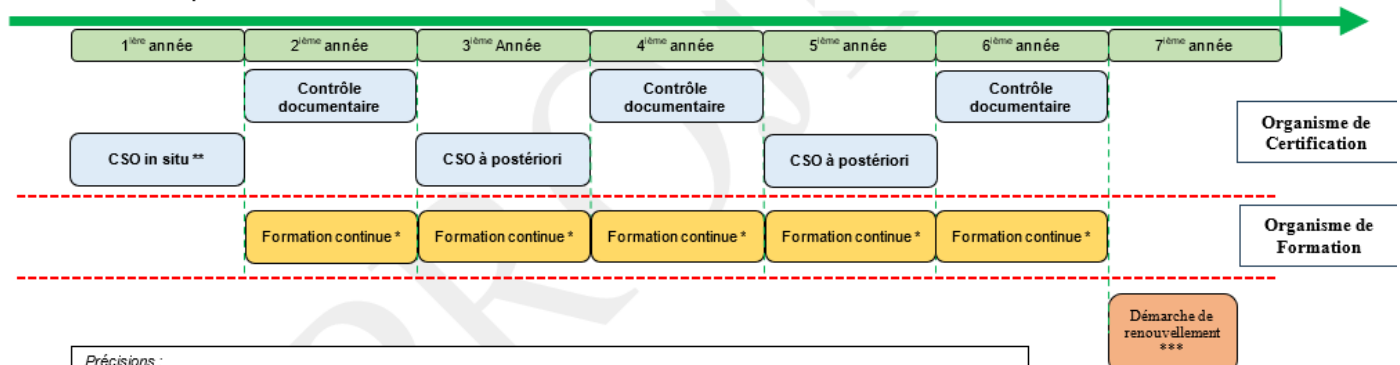 1ière année
2ième année
3ième Année
4ième année
5ième année
6ième année
7ième année
Contrôle
documentaire
Contrôle
documentaire
Contrôle
documentaire
Organisme de
Certification
CSO in situ **
CSO à postériori
CSO à postériori
Formation continue *
Formation continue *
Formation continue *
Formation continue *
Formation continue *
Organisme de
Formation
Démarche de
renouvellement
***
Précisions :